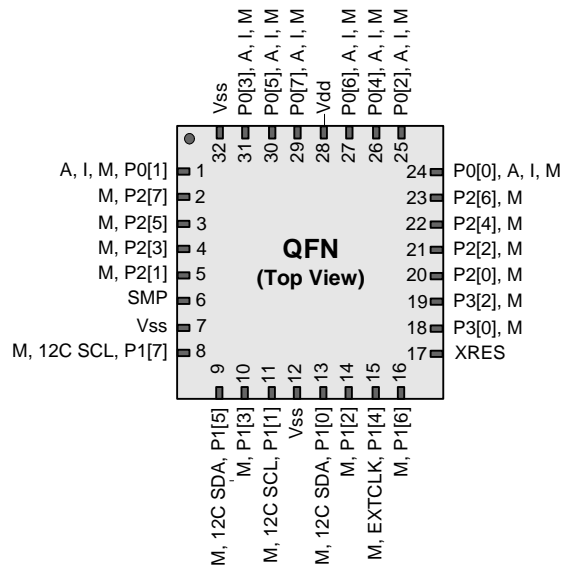 Vss
P0[3], A, I, M
P0[5], A, I, M
P0[7], A, I, M
Vdd
P0[6], A, I, M
P0[4], A, I, M
P0[2], A, I, M
32
31
30
29
28
27
26
25
A, I, M, P0[1]
1
M, P2[7]
2
M, P2[5]
3
M, P2[3]
4
M, P2[1]
5
SMP
6
Vss
7
M, 12C SCL, P1[7]
8
QFN
(Top View)
24
P0[0], A, I, M
23
P2[6], M
22
P2[4], M
21
P2[2], M
20
P2[0], M
19
P3[2], M
18
P3[0], M
17
XRES
9
10
11
12
13
14
15
16
M, 12C SDA, P1[5]
M, P1[3]
M, 12C SCL, P1[1]
Vss
M, 12C SDA, P1[0]
M, P1[2]
M, EXTCLK, P1[4]
M, P1[6]